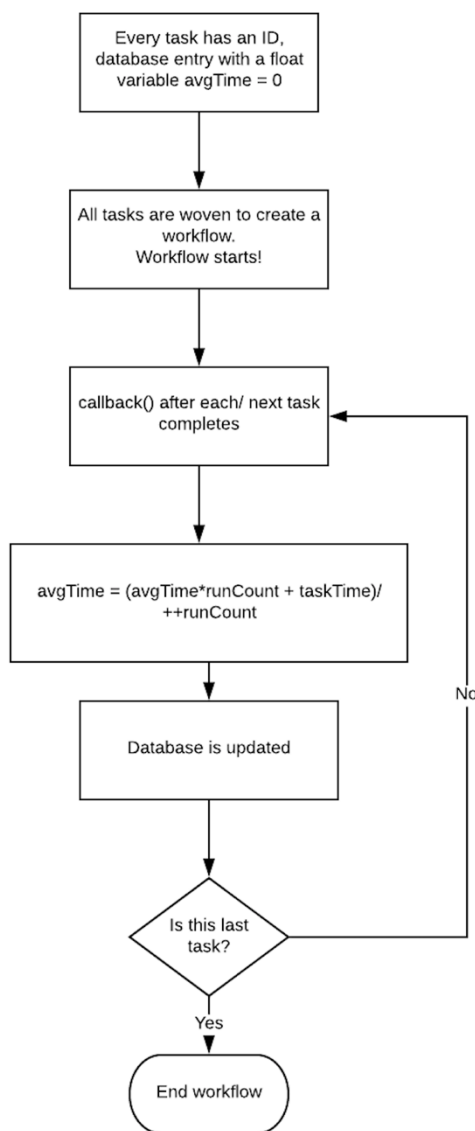 Every task has an ID,
database entry with a float
variable avgTime = 0
All tasks are woven to create a
workflow.
Workflow starts!
callback() after each/ next task
completes
avgTime = (avgTime*runCount + taskTime)/
++runCount
Database is updated
No
Is this last
task?
Yes
End workflow